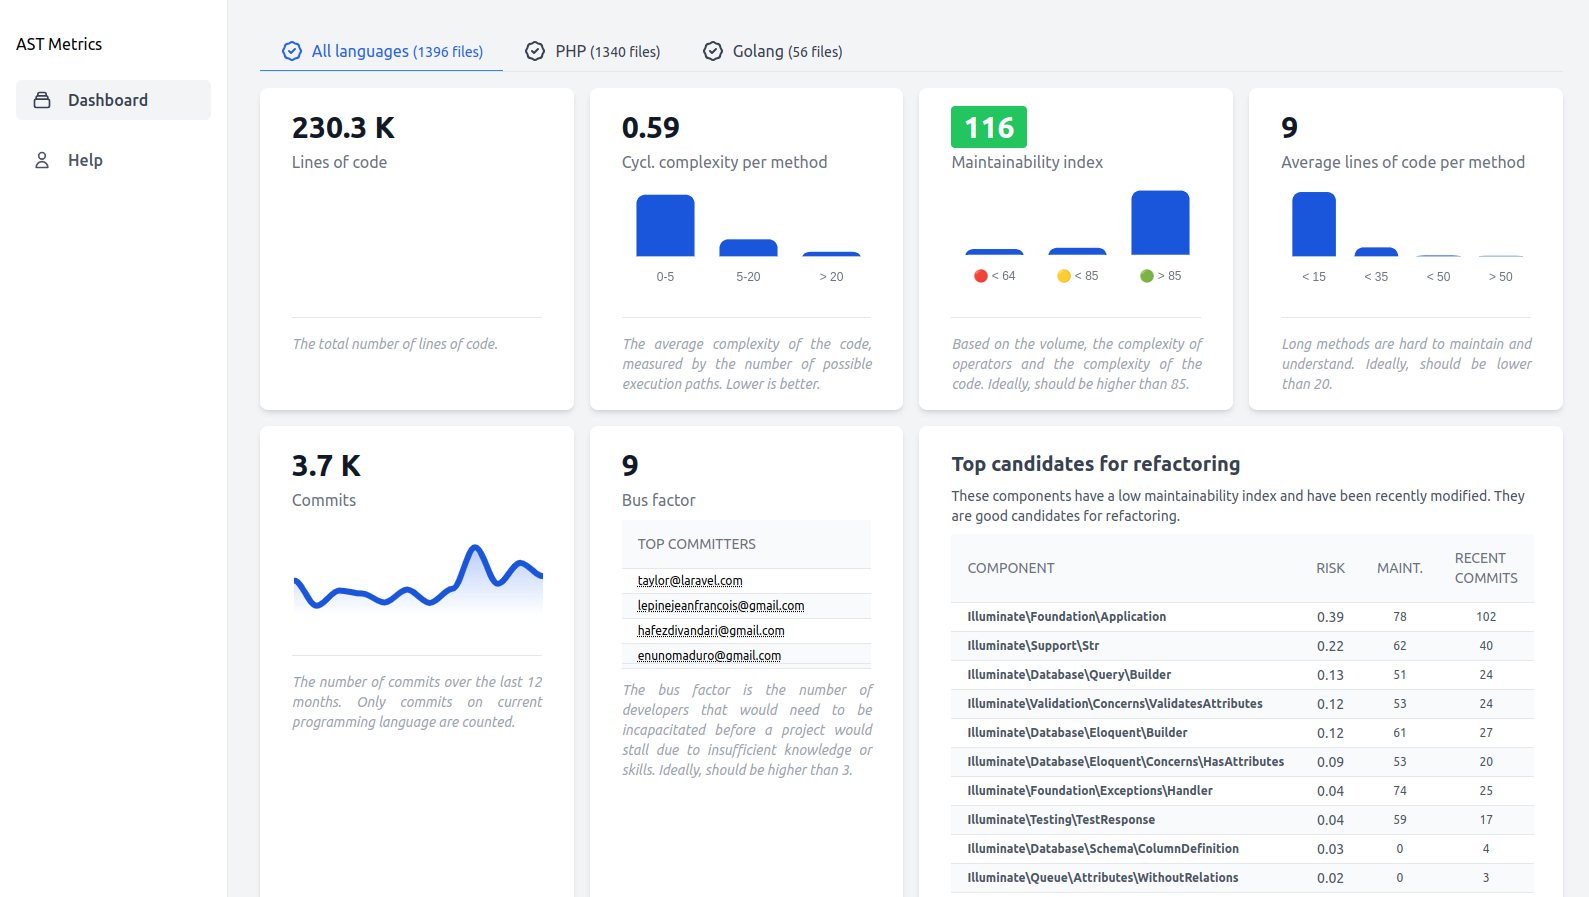 AST Metrics
Dashboard
Help
All languages (1396 files)
PHP (1340 files)
Golang (56 files)
230.3 K
Lines of code
The total number of lines of code.
0.59
Cycl. complexity per method
0-5
5-20
> 20
The average complexity of the code,
measured by the number of possible
execution paths. Lower is better.
116
Maintainability index
🔴 < 64
🟡 < 85
🟢 > 85
Based on the volume, the complexity of
operators and the complexity of the
code. Ideally, should be higher than 85.
9
Average lines of code per method
< 15
< 35
< 50
> 50
Long methods are hard to maintain and
understand. Ideally, should be lower
than 20.
3.7 K
Commits
The number of commits over the last 12
months. Only commits on current
programming language are counted.
9
Bus factor
TOP COMMITTERS
taylor@laravel.com
lepinejeanfrancois@gmail.com
hafezdivandari@gmail.com
enunomaduro@gmail.com
The bus factor is the number of
developers that would need to be
incapacitated before a project would
stall due to insufficient knowledge or
skills. Ideally, should be higher than 3.
Top candidates for refactoring
These components have a low maintainability index and have been recently modified. They
are good candidates for refactoring.
COMPONENT RISK MAINT. RECENT COMMITS
Illuminate\Foundation\Application 0.39 78 102
Illuminate\Support\Str 0.22 62 40
Illuminate\Database\Query\Builder 0.13 51 24
Illuminate\Validation\Concerns\ValidatesAttributes 0.12 53 24
Illuminate\Database\Eloquent\Builder 0.12 61 27
Illuminate\Database\Eloquent\Concerns\HasAttributes 0.09 53 20
Illuminate\Foundation\Exceptions\Handler 0.04 74 25
Illuminate\Testing\TestResponse 0.04 59 17
Illuminate\Database\Schema\ColumnDefinition 0.03 0 4
Illuminate\Queue\Attributes\WithoutRelations 0.02 0 3